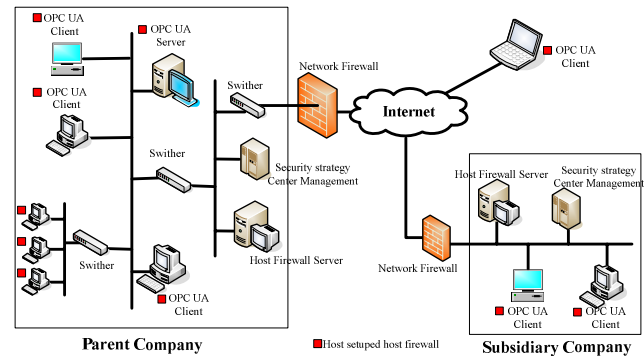 OPC UA
Client
OPC UA
Server
OPC UA
Client
Swither
Swither
Swither
Security strategy
Center Management
Host Firewall Server
OPC UA
Client
Parent Company
Network Firewall
Internet
OPC UA
Client
Network Firewall
Host Firewall Server
Security strategy
Center Management
OPC UA
Client
OPC UA
Client
Subsidiary Company
Host setuped host firewall